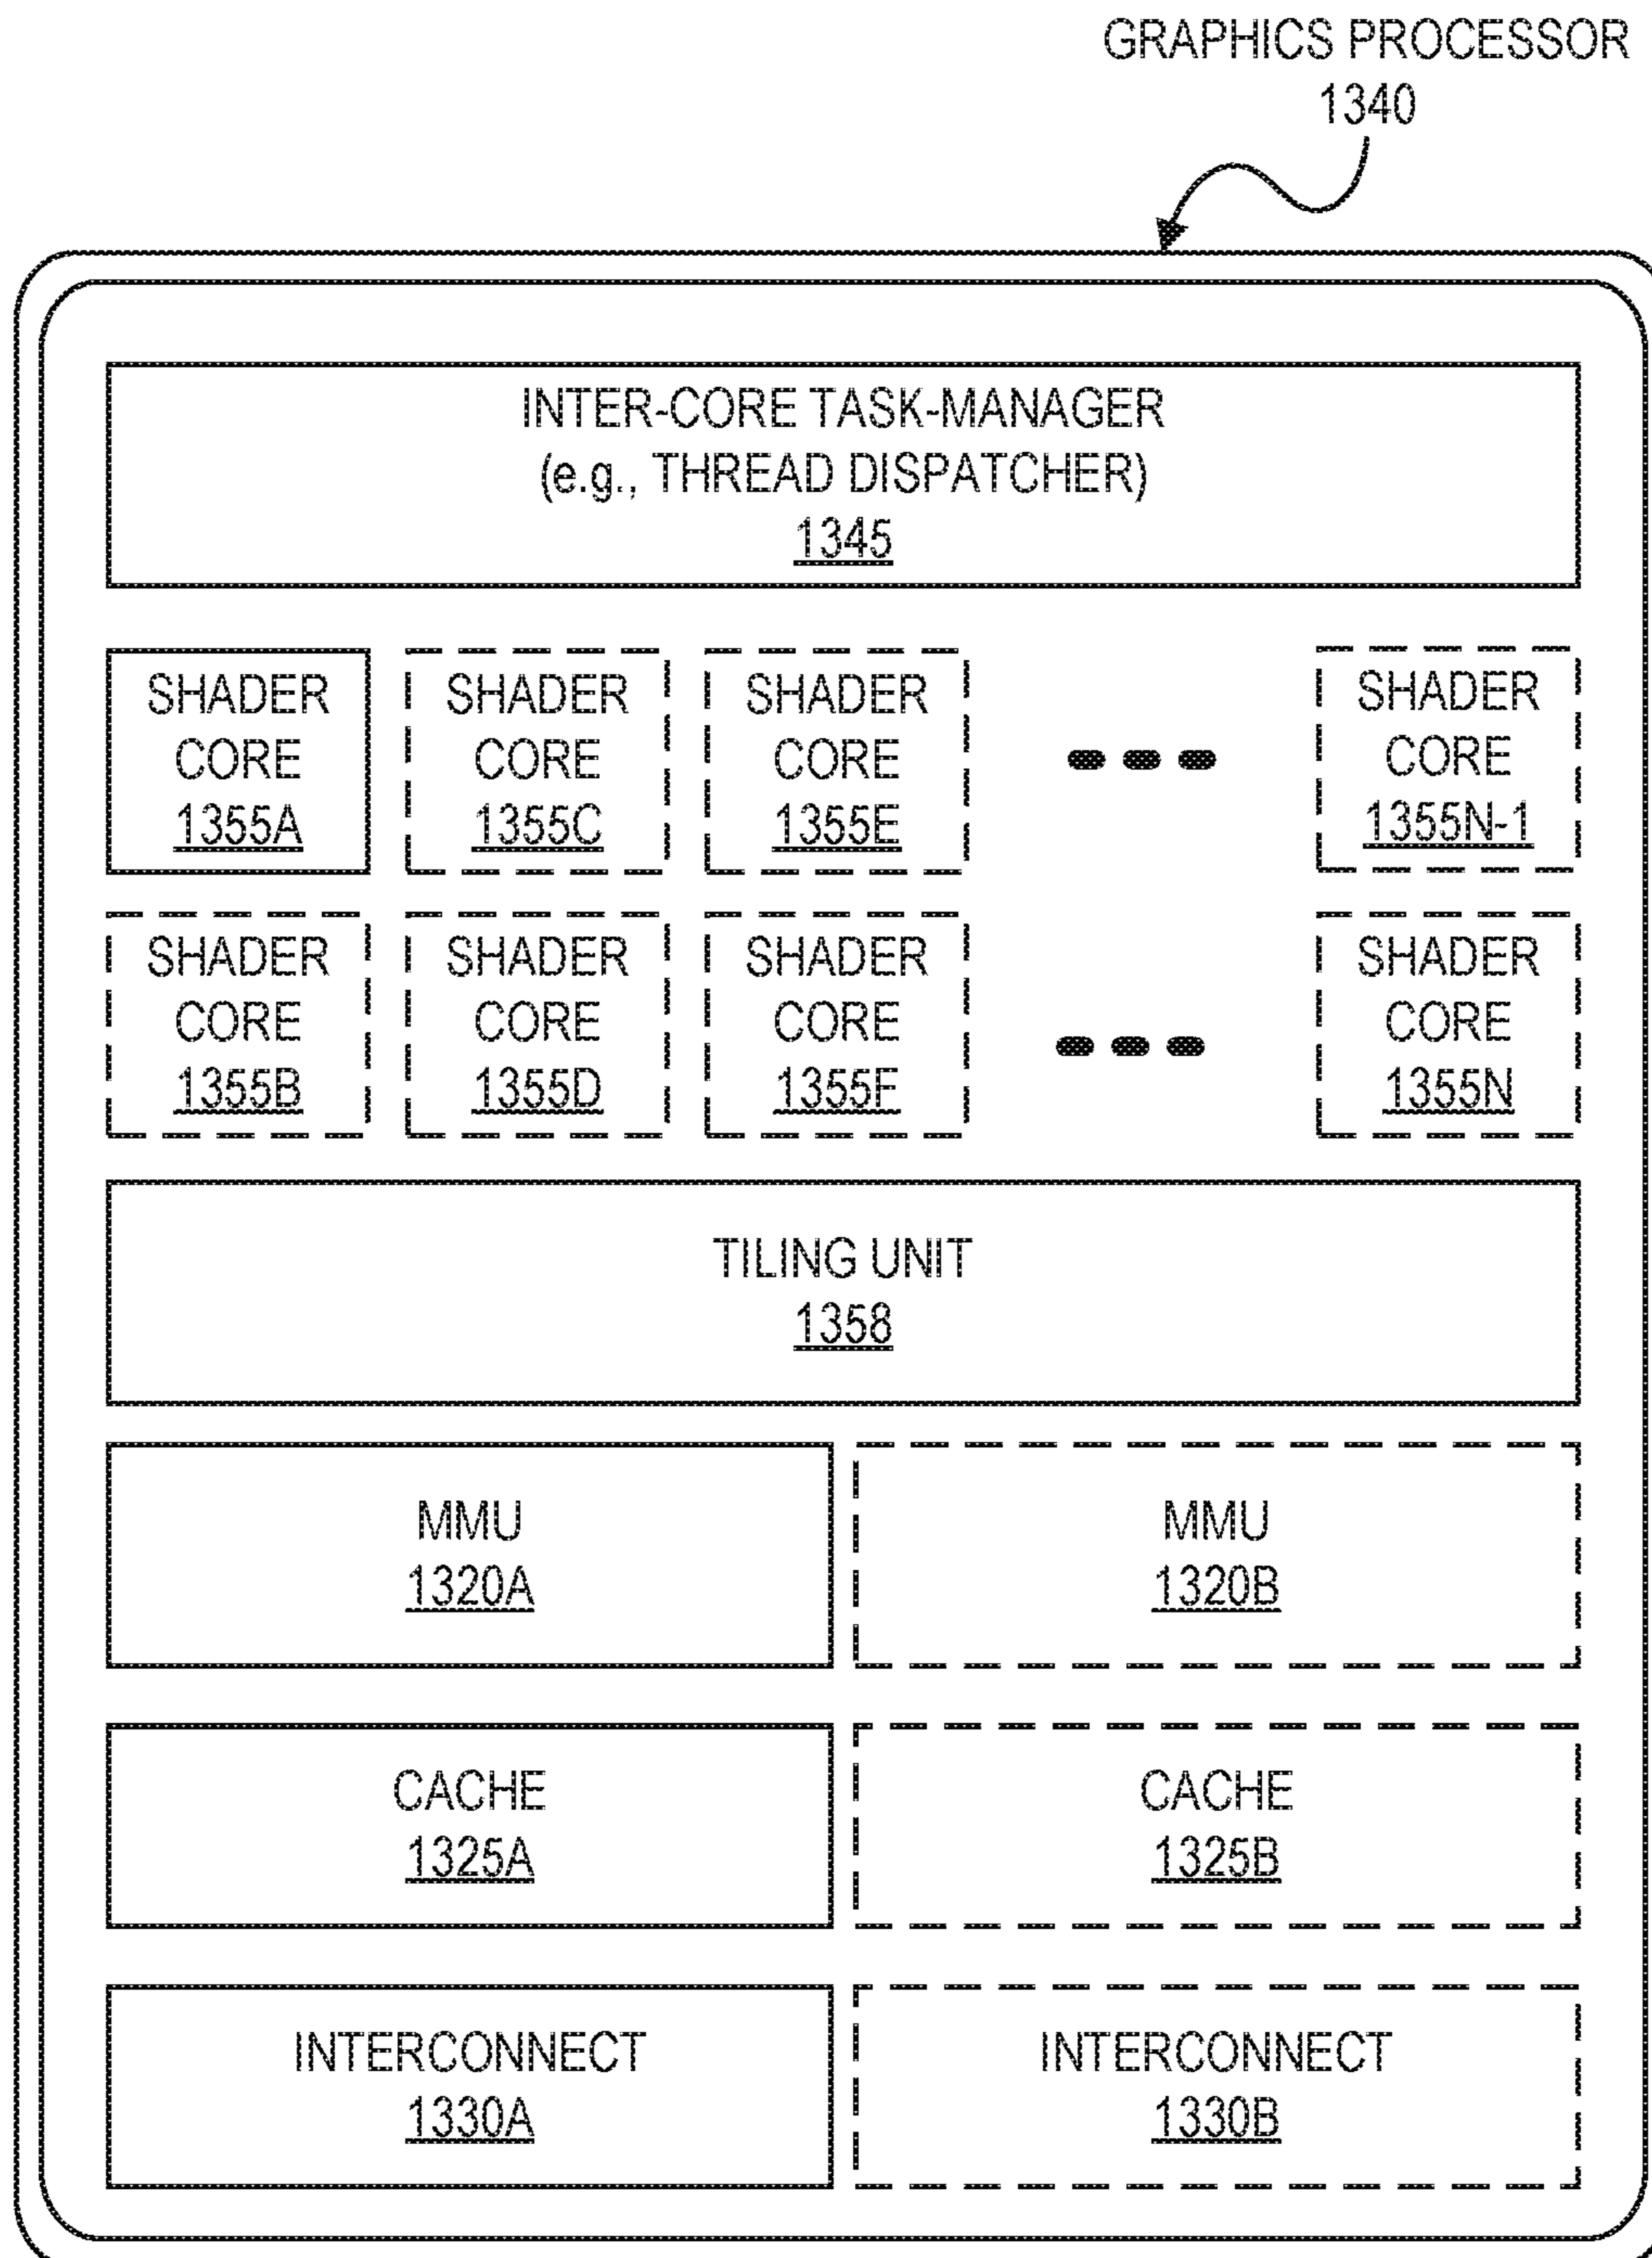 GRAPHICS PROCESSOR
1340
INTER-CORE TASK-MANAGER
(e.g., THREAD DISPATCHER)
1345
SHADER CORE 1355A
SHADER CORE 1355C
SHADER CORE 1355E
SHADER CORE 1355N-1
SHADER CORE 1355B
SHADER CORE 1355D
SHADER CORE 1355F
SHADER CORE 1355N
TILING UNIT
1358
MMU
1320A
MMU
1320B
CACHE
1325A
CACHE
1325B
INTERCONNECT
1330A
INTERCONNECT
1330B